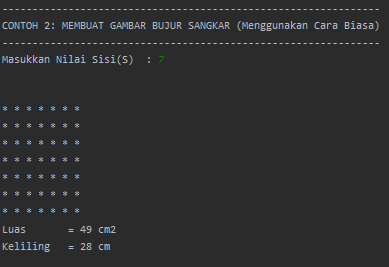 ---------------------------------------------------------------
CONTOH 2: MEMBUAT GAMBAR BUJUR SANGKAR (Menggunakan Cara Biasa)
---------------------------------------------------------------
Masukkan Nilai Sisi(S)  : 7
* * * * * * *
* * * * * * *
* * * * * * *
* * * * * * *
* * * * * * *
* * * * * * *
* * * * * * *
Luas       = 49 cm2
Keliling   = 28 cm